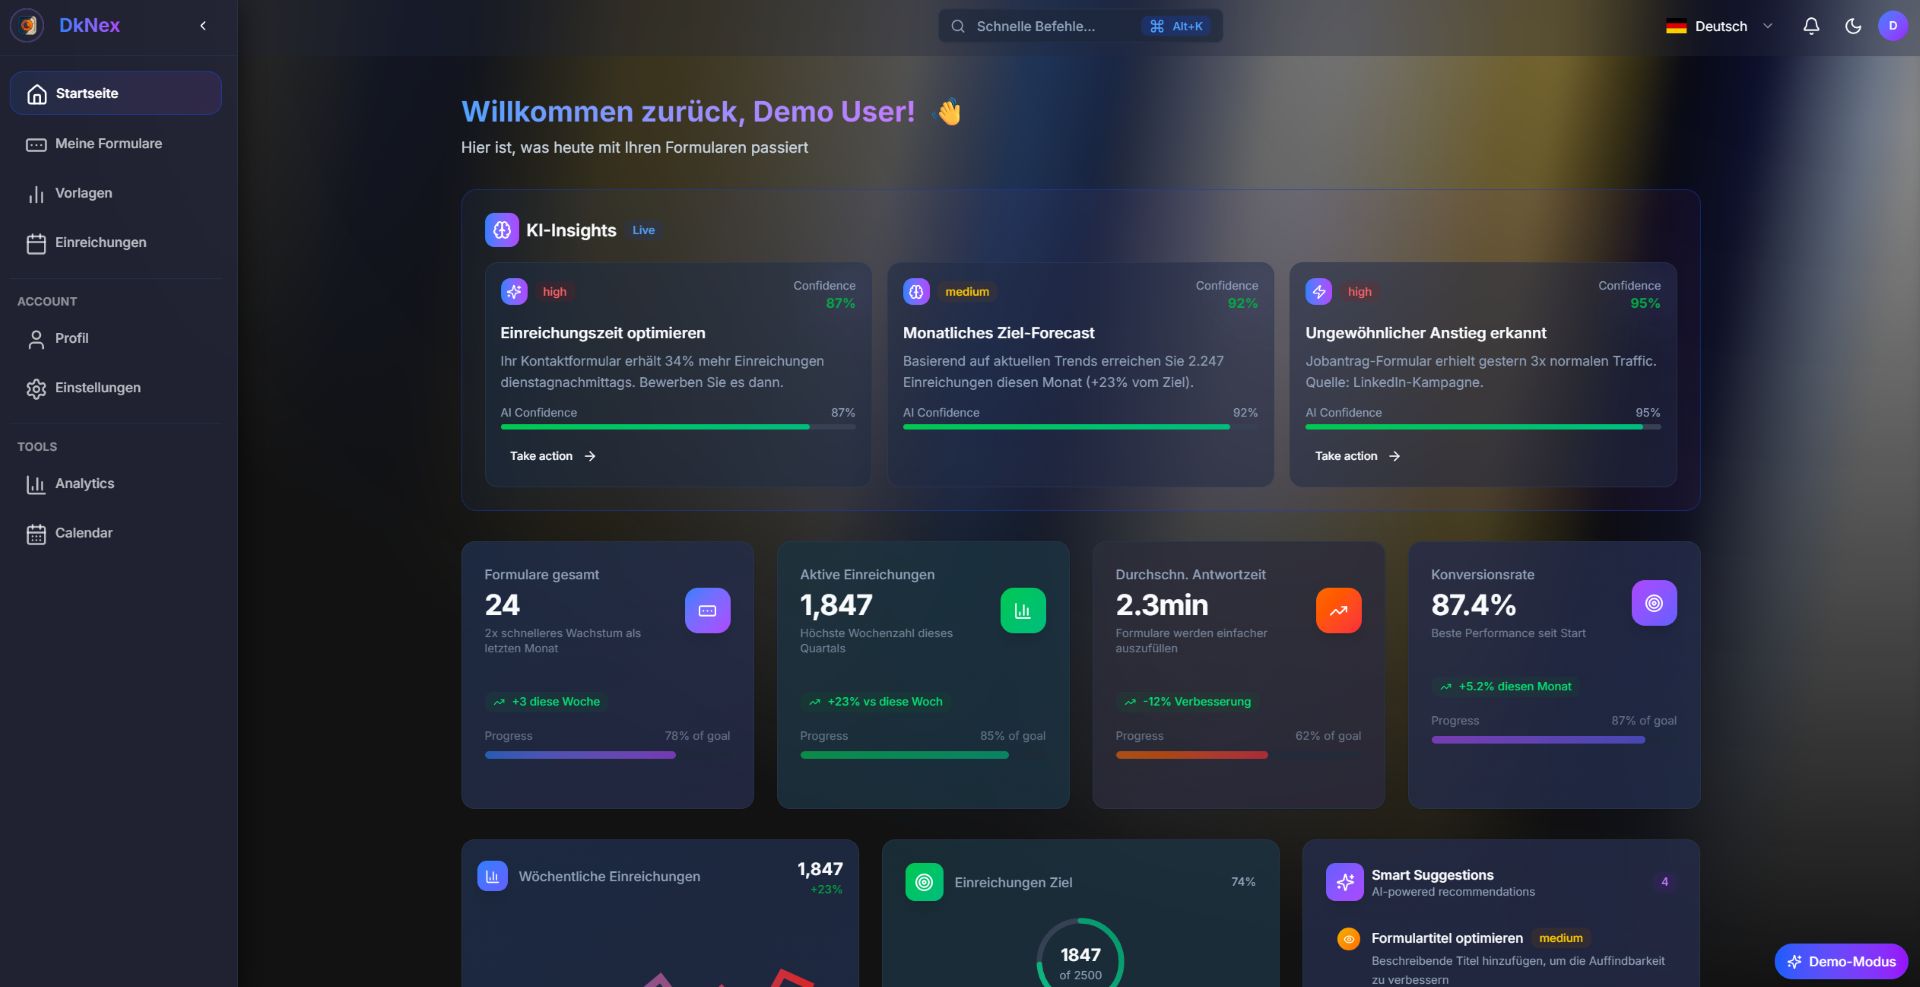 DkNex
Schnelle Befehle...
Alt+K
Deutsch
D
Startseite
Meine Formulare
Vorlagen
Einreichungen
ACCOUNT
Profil
Einstellungen
TOOLS
Analytics
Calendar
Willkommen zurück, Demo User! 👋
Hier ist, was heute mit Ihren Formularen passiert
KI-Insights
Live
high
Confidence
87%
Einreichungszeit optimieren
Ihr Kontaktformular erhält 34% mehr Einreichungen
dienstagnachmittags. Bewerben Sie es dann.
AI Confidence
87%
Take action
medium
Confidence
92%
Monatliches Ziel-Forecast
Basierend auf aktuellen Trends erreichen Sie 2.247
Einreichungen diesen Monat (+23% vom Ziel).
AI Confidence
92%
high
Confidence
95%
Ungewöhnlicher Anstieg erkannt
Jobantrag-Formular erhielt gestern 3x normalen Traffic.
Quelle: LinkedIn-Kampagne.
AI Confidence
95%
Take action
Formulare gesamt
24
2x schnelleres Wachstum als
letzten Monat
+3 diese Woche
Progress
78% of goal
Aktive Einreichungen
1,847
Höchste Wochenzahl dieses
Quartals
+23% vs diese Woch
Progress
85% of goal
Durchschn. Antwortzeit
2.3min
Formulare werden einfacher
auszufüllen
-12% Verbesserung
Progress
62% of goal
Konversionsrate
87.4%
Beste Performance seit Start
+5.2% diesen Monat
Progress
87% of goal
Wöchentliche Einreichungen
1,847
+23%
Einreichungen Ziel
74%
1847
of 2500
Smart Suggestions
AI-powered recommendations
4
Formulartitel optimieren
medium
Beschreibende Titel hinzufügen, um die Auffindbarkeit
zu verbessern
Demo-Modus